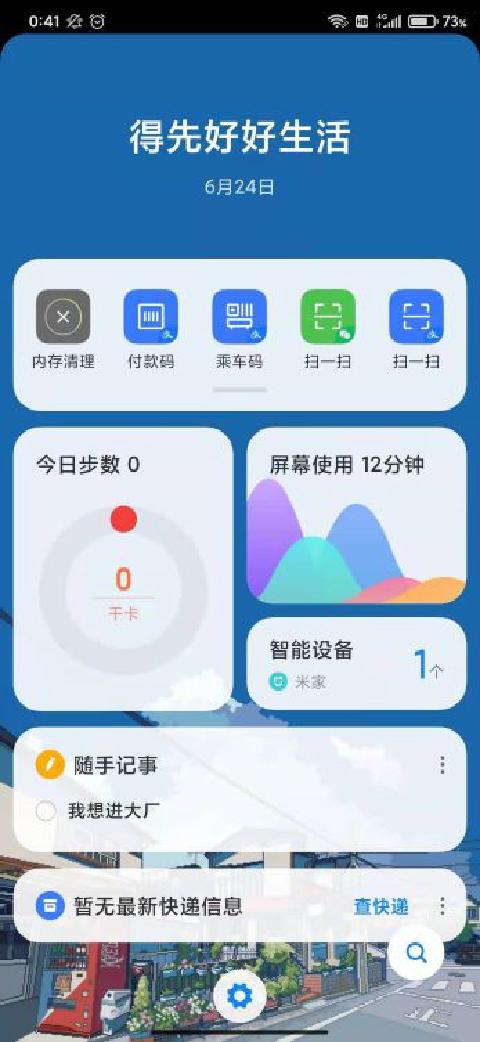 0:41
HD
4G
73%
得先好好生活
6月24日
内存清理
付款码
乘车码
扫一扫
扫一扫
今日步数 0
0
千卡
屏幕使用 12分钟
智能设备
米家
1个
随手记事
我想进大厂
暂无最新快递信息
查快递